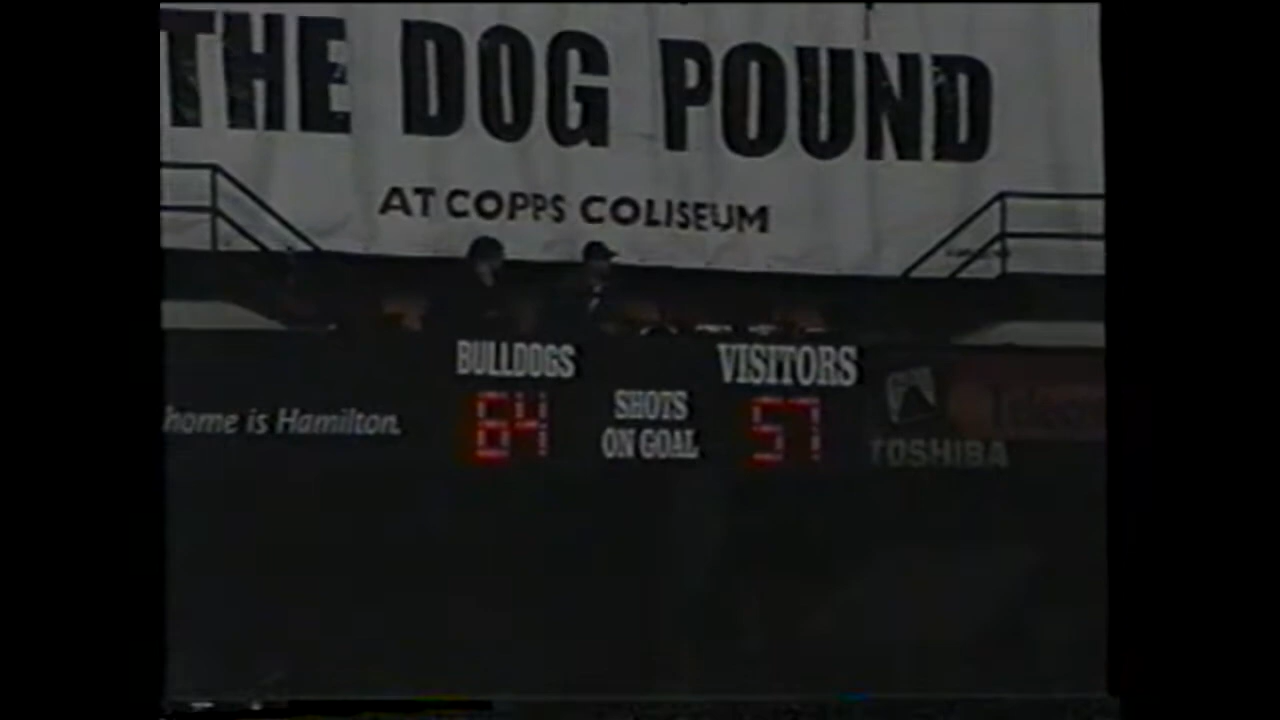 THE DOG POUND
AT COPPS COLISEUM
BULLDOGS
VISITORS
home is Hamilton.
64
SHOTS
ON GOAL
57
TOSHIBA